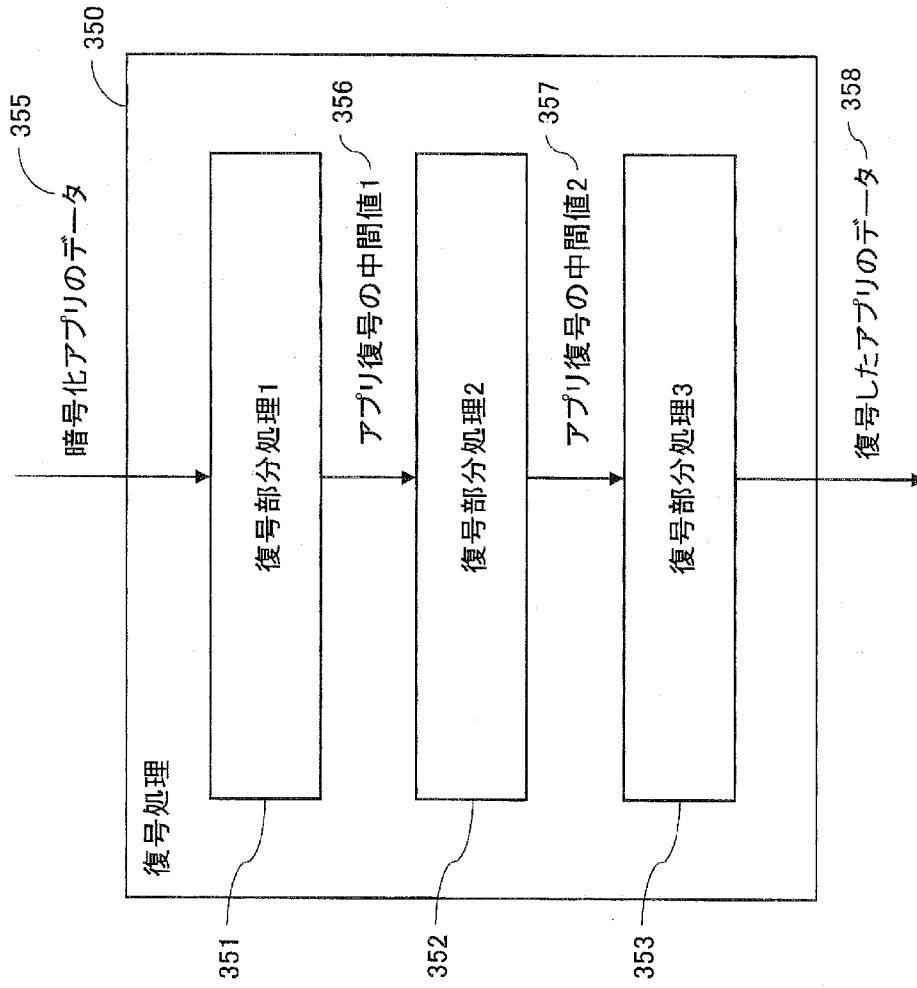 暗号化アプリのデータ
355
350
復号処理
復号部分処理1
351
アプリ復号の中間値1
356
復号部分処理2
352
アプリ復号の中間値2
357
復号部分処理3
353
復号したアプリのデータ
358